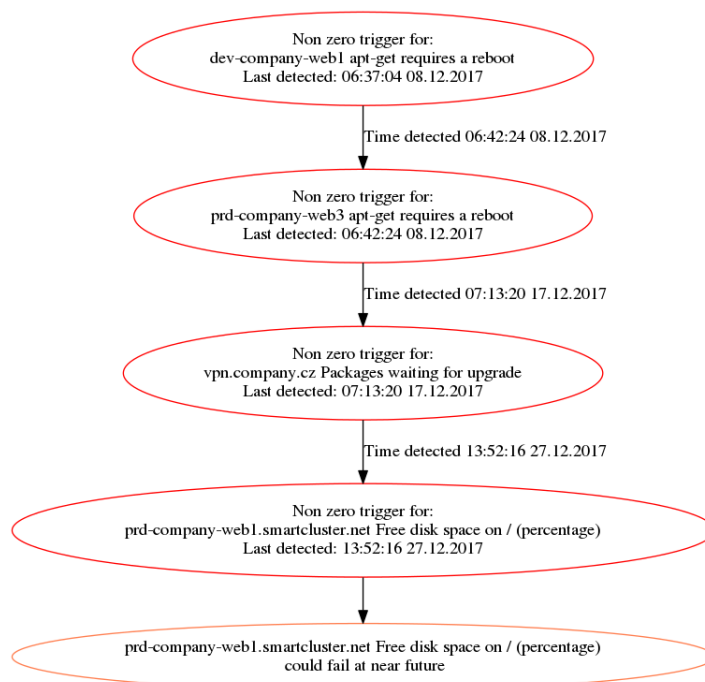 Non zero trigger for:
dev-company-web1 apt-get requires a reboot
Last detected: 06:37:04 08.12.2017
Time detected 06:42:24 08.12.2017
Non zero trigger for:
prd-company-web3 apt-get requires a reboot
Last detected: 06:42:24 08.12.2017
Time detected 07:13:20 17.12.2017
Non zero trigger for:
vpn.company.cz Packages waiting for upgrade
Last detected: 07:13:20 17.12.2017
Time detected 13:52:16 27.12.2017
Non zero trigger for:
prd-company-web1.smartcluster.net Free disk space on / (percentage)
Last detected: 13:52:16 27.12.2017
prd-company-web1.smartcluster.net Free disk space on / (percentage)
could fail at near future